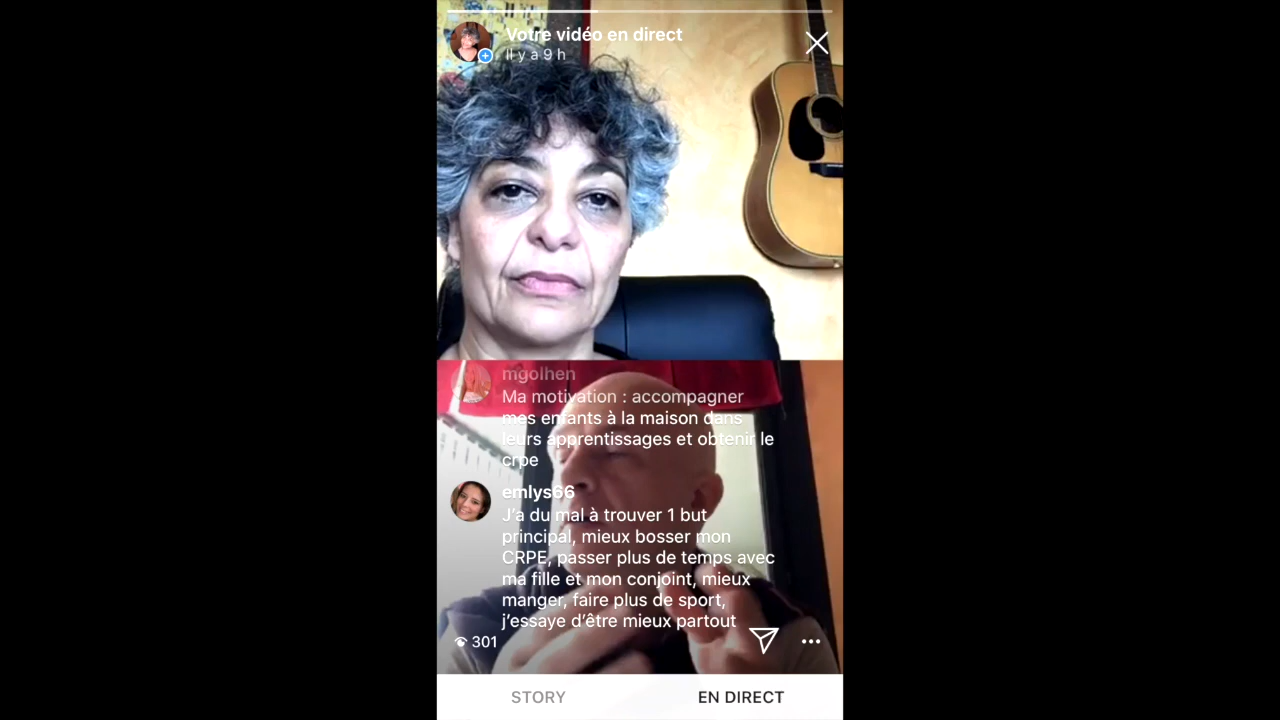 Votre vidéo en direct
Il y a 9 h
mgolhen
Ma motivation : accompagner
mes enfants à la maison dans
leurs apprentissages et obtenir le
crpe
emlys66
J'a du mal à trouver 1 but
principal, mieux bosser mon
CRPE, passer plus de temps avec
ma fille et mon conjoint, mieux
manger, faire plus de sport,
j'essaye d'être mieux partout
301
STORY
EN DIRECT